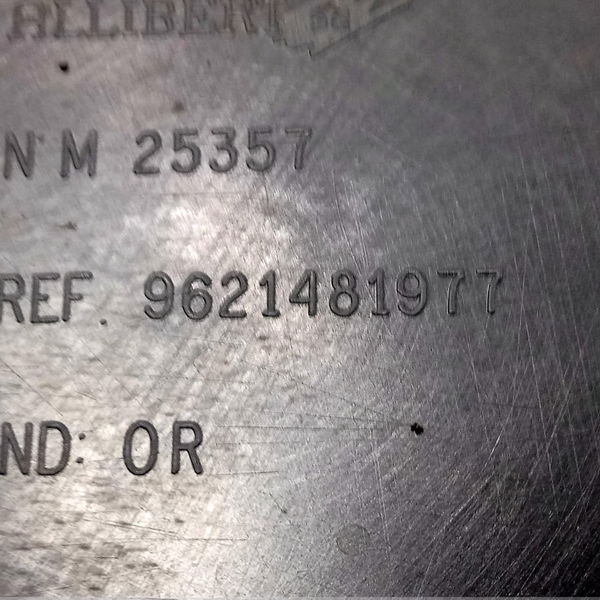 ALLIBERT
N° M 25357
REF. 9621481977
ND: OR